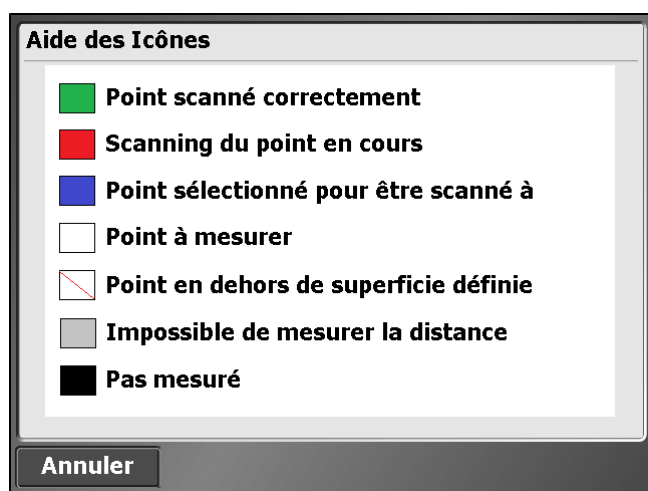 Aide des Icônes
Point scanné correctement
Scanning du point en cours
Point sélectionné pour être scanné à
Point à mesurer
Point en dehors de superficie définie
Impossible de mesurer la distance
Pas mesuré
Annuler